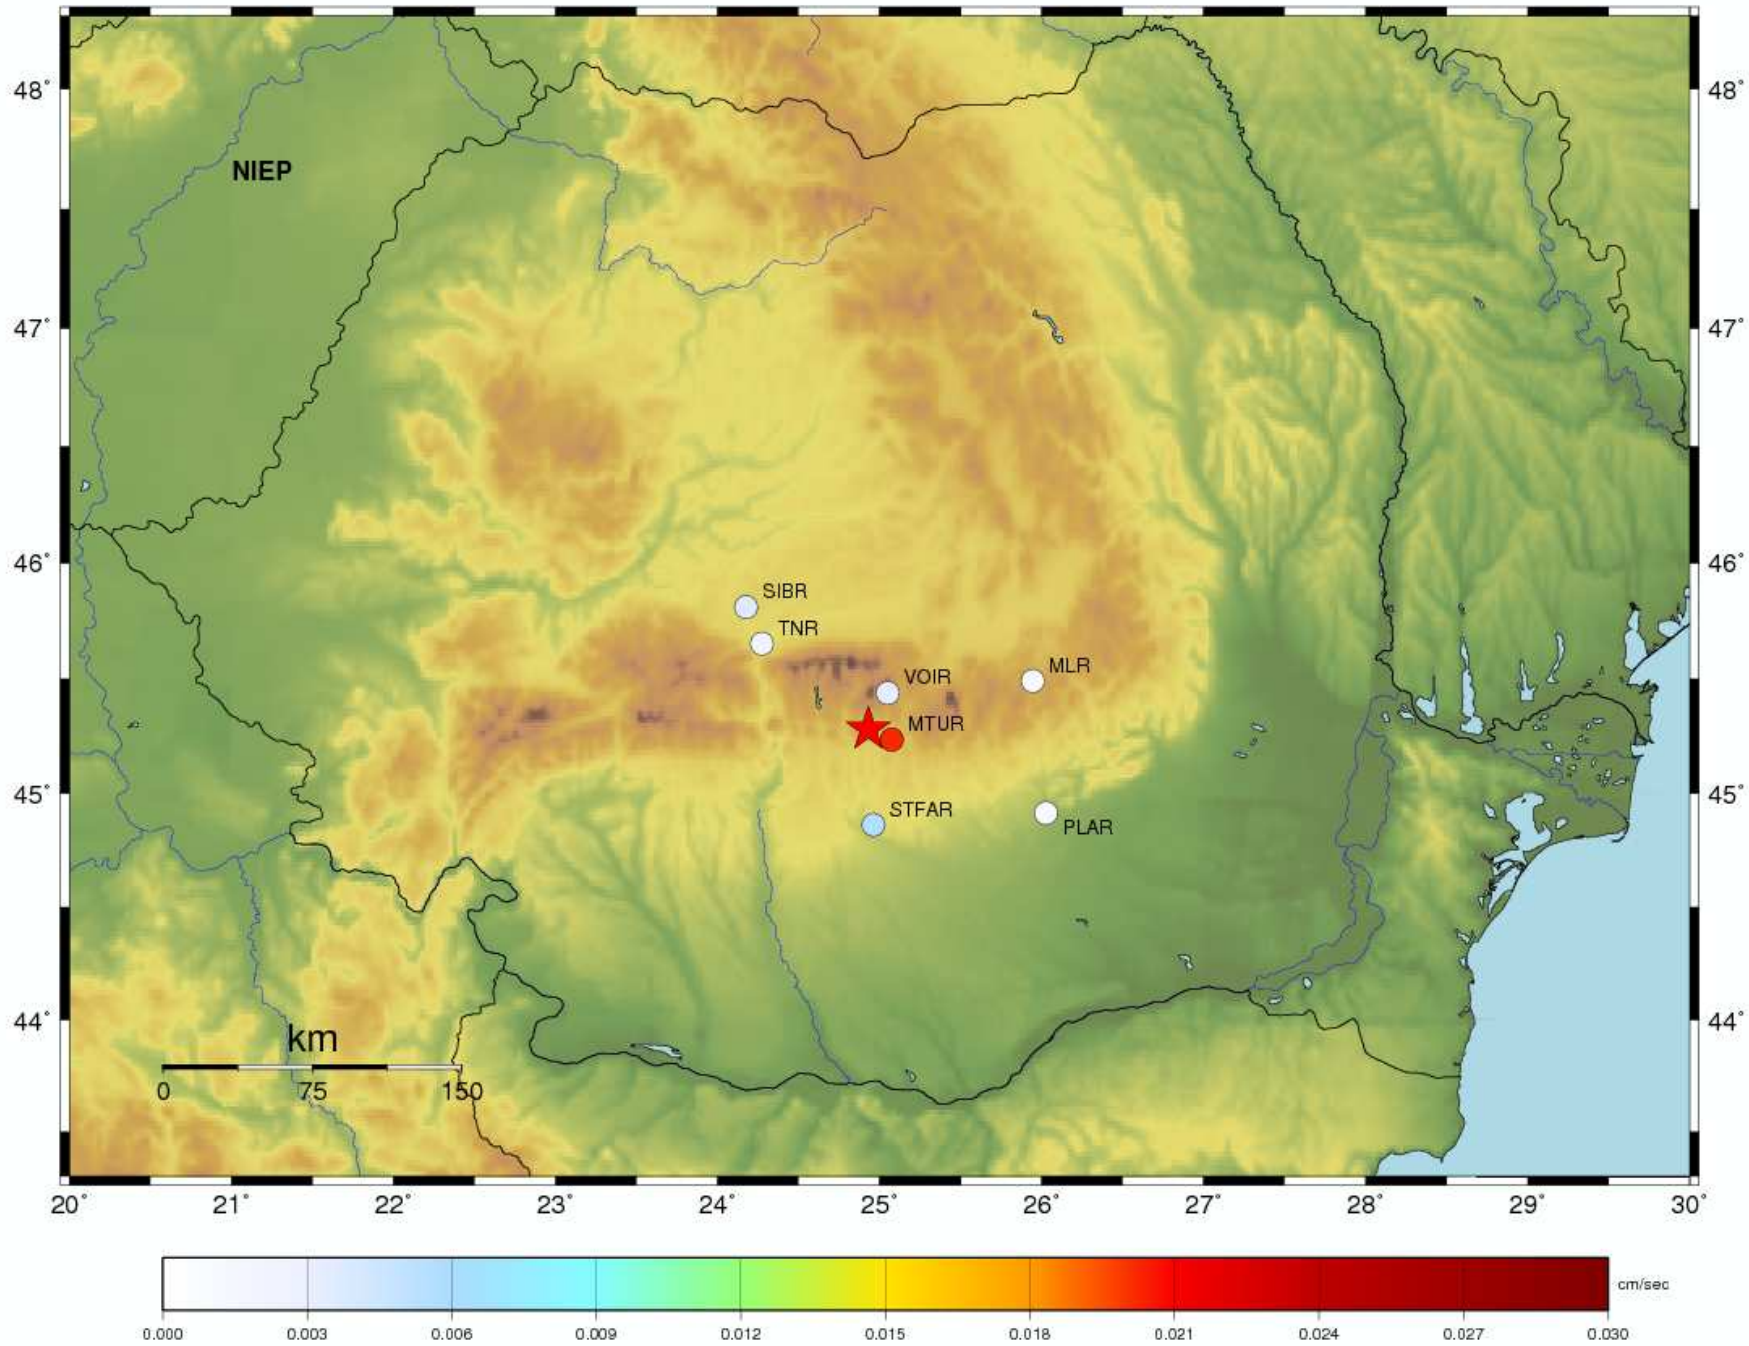 48˚
48˚
NIEP
47˚
47˚
46˚
46˚
SIBR
TNR
MLR
VOIR
MTUR
45˚
45˚
STFAR
PLAR
44˚
44˚
km
0 75 150
20˚ 21˚ 22˚ 23˚ 24˚ 25˚ 26˚ 27˚ 28˚ 29˚ 30˚
cm/sec
0.000 0.003 0.006 0.009 0.012 0.015 0.018 0.021 0.024 0.027 0.030